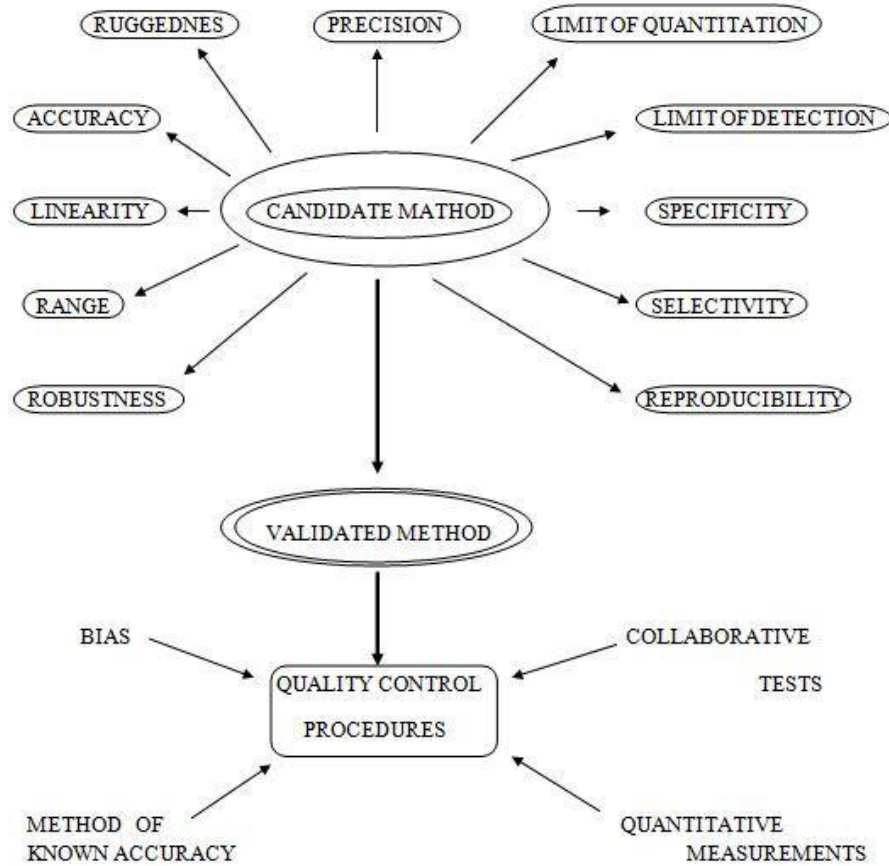 RUGGEDNES
PRECISION
LIMIT OF QUANTITATION
ACCURACY
LIMIT OF DETECTION
LINEARITY
CANDIDATE MATHOD
SPECIFICITY
RANGE
SELECTIVITY
ROBUSTNESS
REPRODUCIBILITY
VALIDATED METHOD
BIAS
COLLABORATIVE
TESTS
QUALITY CONTROL
PROCEDURES
METHOD OF
KNOWN ACCURACY
QUANTITATIVE
MEASUREMENTS